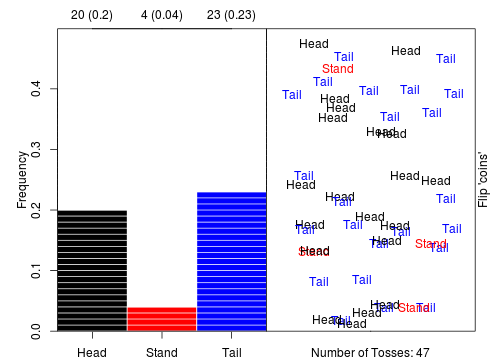 20 (0.2) 4 (0.04) 23 (0.23)
Frequency
0.4
0.3
0.2
0.1
0.0
Head Stand Tail
Head
Head
Tail
Tail
Stand
Tail
Tail
Tail
Tail
Tail
Head
Head
Tail
Head
Tail
Head
Head
Tail
Head
Head
Head
Head
Tail
Tail
Head
Head
Tail
Head
Tail
Tail
Tail
Head
Tail
Stand
Tail
Stand
Head
Tail
Tail
Head
Tail
Stand
Tail
Head
Head
Tail
Head
Flip 'coins'
Number of Tosses: 47